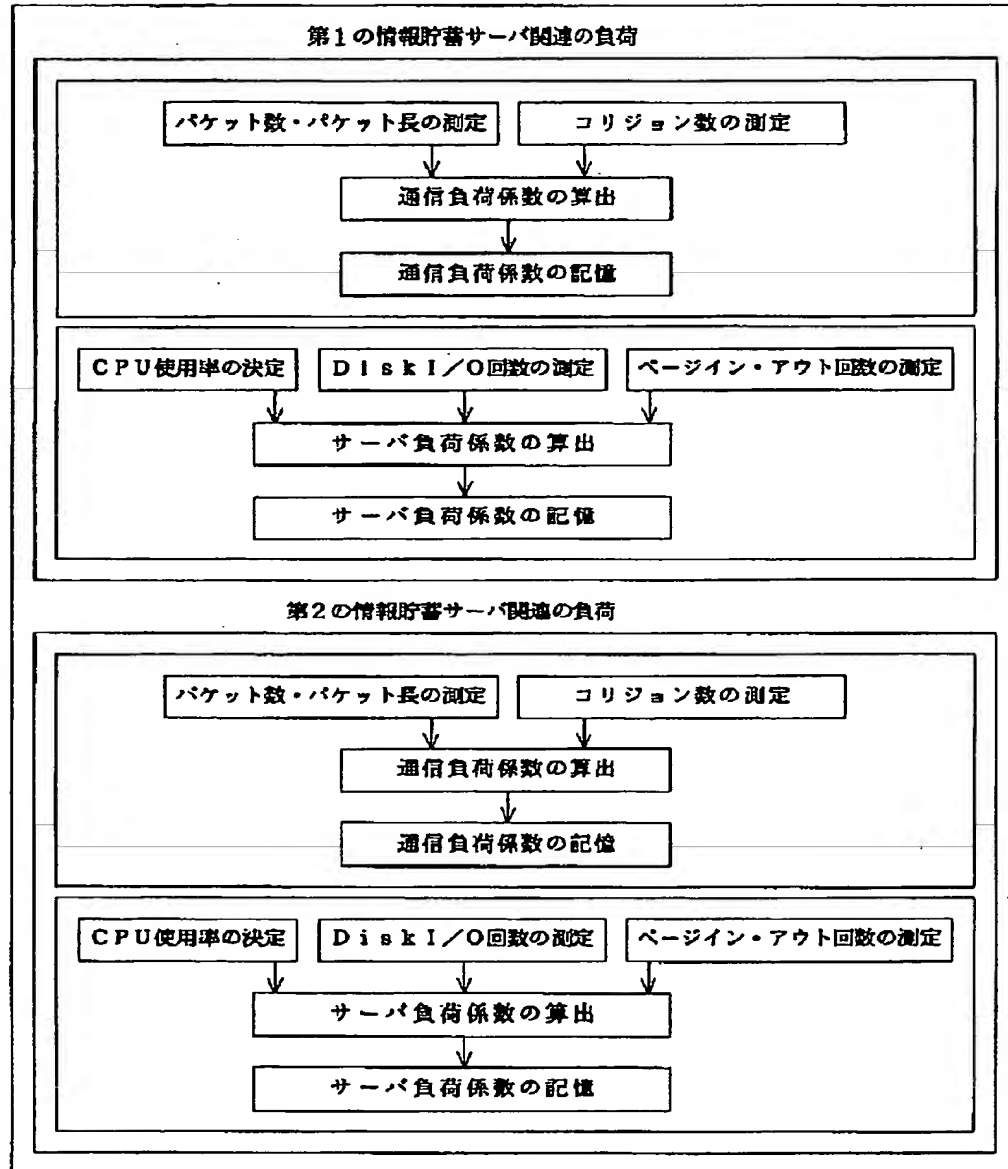 第1の情報貯蓄サーバ関連の負荷
パケット数・パケット長の測定
コリジョン数の測定
通信負荷係数の算出
通信負荷係数の記憶
CPU使用率の決定
DiskI/O回数の測定
ページイン・アウト回数の測定
サーバ負荷係数の算出
サーバ負荷係数の記憶
第2の情報貯蓄サーバ関連の負荷
パケット数・パケット長の測定
コリジョン数の測定
通信負荷係数の算出
通信負荷係数の記憶
CPU使用率の決定
DiskI/O回数の測定
ページイン・アウト回数の測定
サーバ負荷係数の算出
サーバ負荷係数の記憶